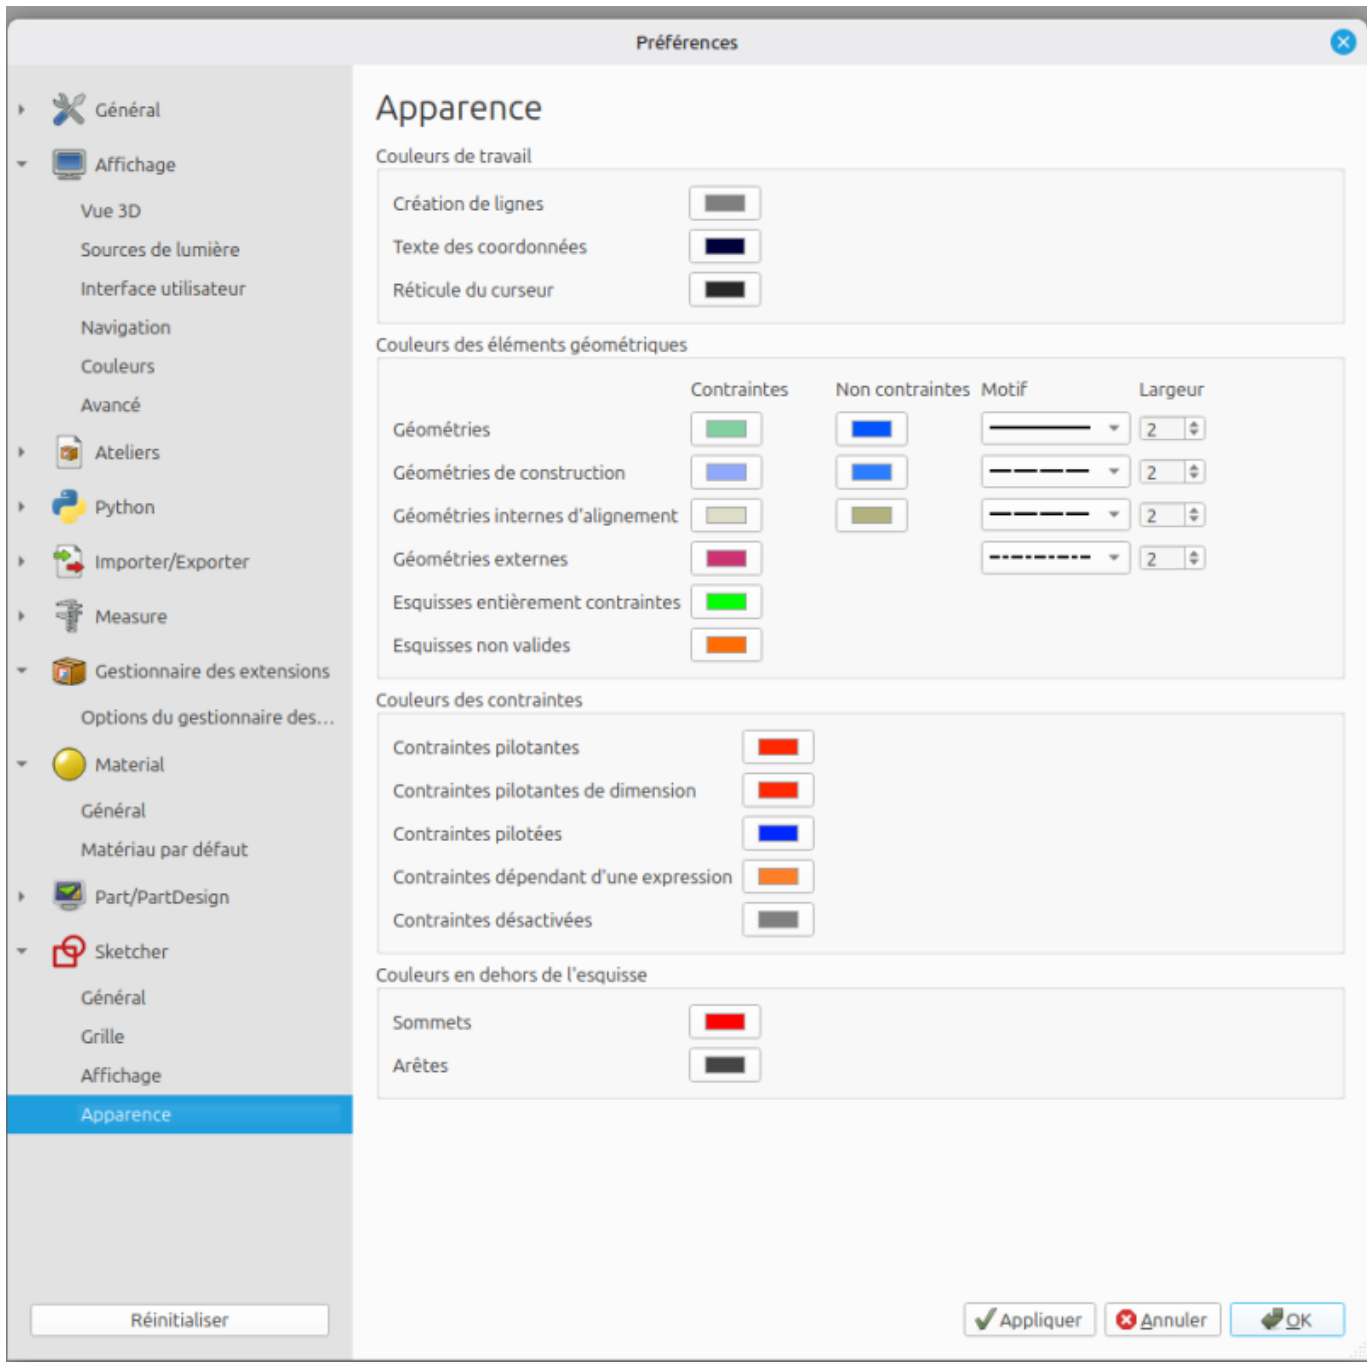 Préférences
Général
Affichage
Vue 3D
Sources de lumière
Interface utilisateur
Navigation
Couleurs
Avancé
Ateliers
Python
Importer/Exporter
Measure
Gestionnaire des extensions
Options du gestionnaire des...
Material
Général
Matériau par défaut
Part/PartDesign
Sketcher
Général
Grille
Affichage
Apparence
Réinitialiser
Apparence
Couleurs de travail
Création de lignes
Texte des coordonnées
Réticule du curseur
Couleurs des éléments géométriques
Contraintes Non contraintes Motif Largeur
Géométries 2
Géométries de construction 2
Géométries internes d'alignement 2
Géométries externes 2
Esquisses entièrement contraintes
Esquisses non valides
Couleurs des contraintes
Contraintes pilotantes
Contraintes pilotantes de dimension
Contraintes pilotées
Contraintes dépendant d'une expression
Contraintes désactivées
Couleurs en dehors de l'esquisse
Sommets
Arêtes
Appliquer Annuler OK